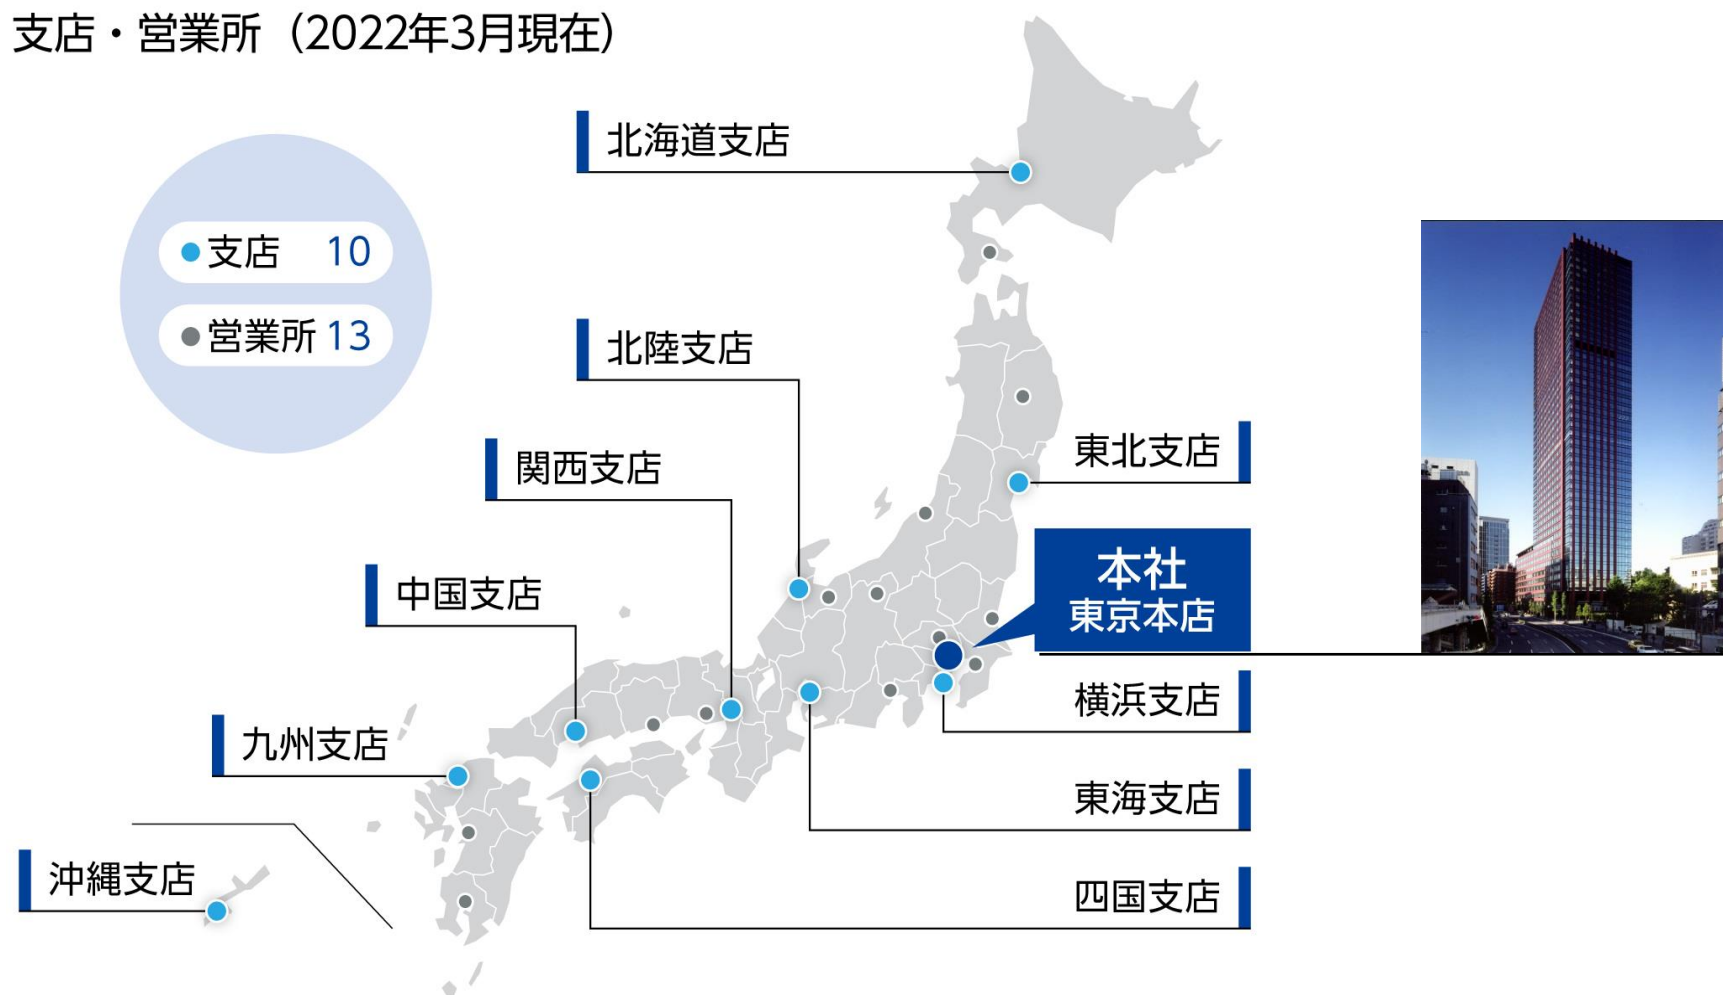 支店・営業所（2022年3月現在）
北海道支店
支店 10
営業所 13
北陸支店
東北支店
関西支店
本社
東京本店
中国支店
横浜支店
九州支店
東海支店
沖縄支店
四国支店